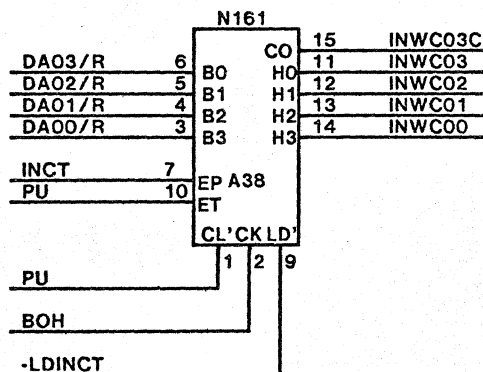 N161
CO 15 INWC03C
DA03/R 6 B0 H0 11 INWC03
DA02/R 5 B1 H1 12 INWC02
DA01/R 4 B2 H2 13 INWC01
DA00/R 3 B3 H3 14 INWC00
INCT 7 EP A38
PU 10 ET
CL' CK LD'
1 2 9
PU
BOH
-LDINCT